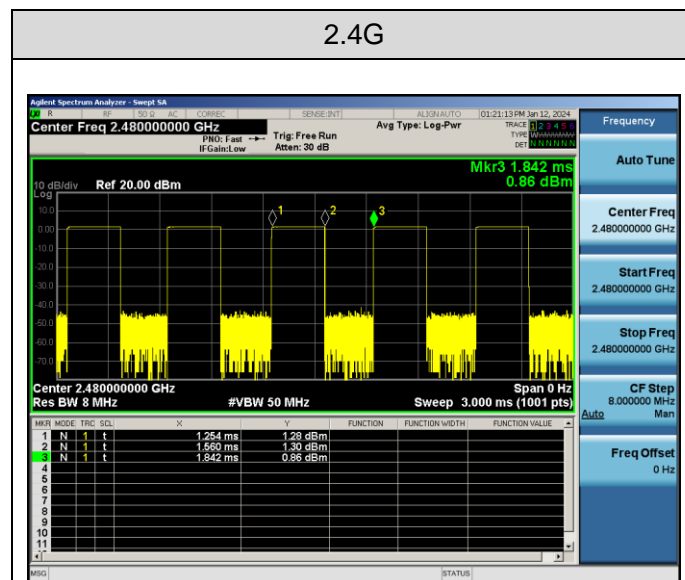 2.4G
Agilent Spectrum Analyzer - Swept SA
R RF 50 Ω AC CORREC SENSE:INT ALIGN AUTO 01:21:13 PM Jan 12, 2024
Center Freq 2.480000000 GHz
PNO: Fast
IFGain:Low
Trig: Free Run
Atten: 30 dB
Avg Type: Log-Pwr
TRACE 1 2 3 4 5 6
TYPE
DET N N N N N N
Mkr3 1.842 ms
0.86 dBm
10 dB/div Ref 20.00 dBm
Log
10.0
0.00
-10.0
-20.0
-30.0
-40.0
-50.0
-60.0
-70.0
1 2 3
Center 2.480000000 GHz Span 0 Hz
Res BW 8 MHz #VBW 50 MHz Sweep 3.000 ms (1001 pts)
MKR MODE TRC SCL X Y FUNCTION FUNCTION WIDTH FUNCTION VALUE
1 N 1 t 1.254 ms 1.28 dBm
2 N 1 t 1.560 ms 1.30 dBm
3 N 1 t 1.842 ms 0.86 dBm
4
5
6
7
8
9
10
11
MSG STATUS
Frequency
Auto Tune
Center Freq
2.480000000 GHz
Start Freq
2.480000000 GHz
Stop Freq
2.480000000 GHz
CF Step
8.000000 MHz
Auto Man
Freq Offset
0 Hz